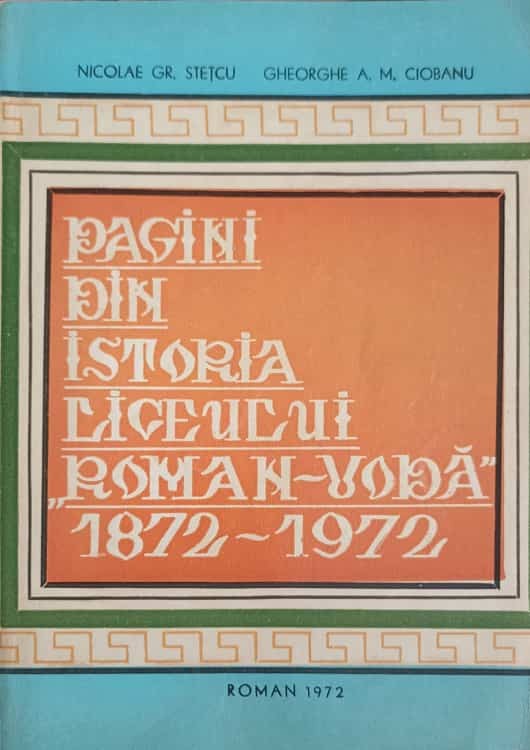 NICOLAE GR. STEȚCU GHEORGHE A. M. CIOBANU
PAGINI
DIN
ISTORIA
LICEULUI
„ROMAN-VODĂ”
1872-1972
ROMAN 1972